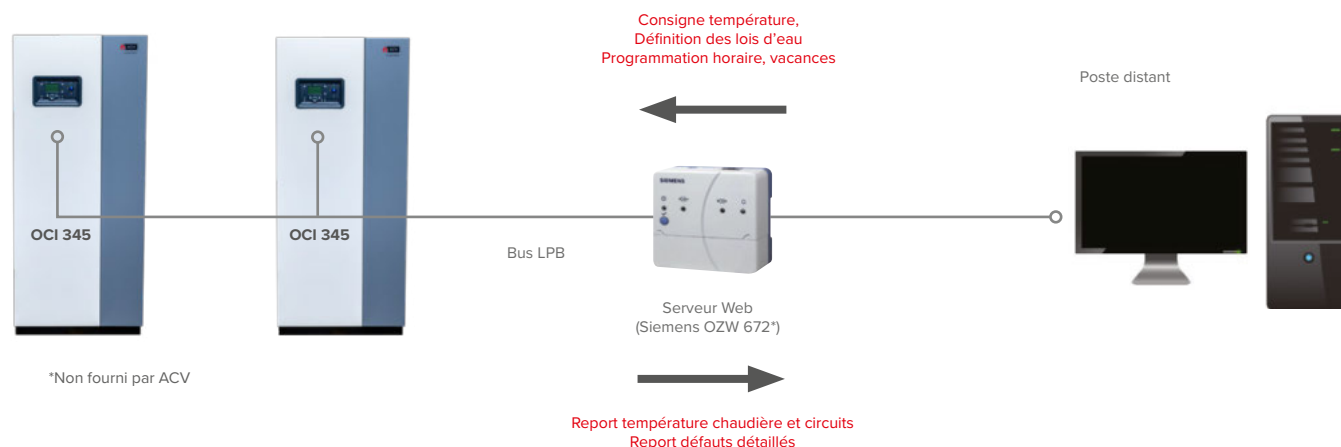 Consigne température,
Définition des lois d'eau
Programmation horaire, vacances
Poste distant
SIEMENS
OCI 345
OCI 345
Bus LPB
Serveur Web
(Siemens OZW 672*)
*Non fourni par ACV
Report température chaudière et circuits
Report défauts détaillés